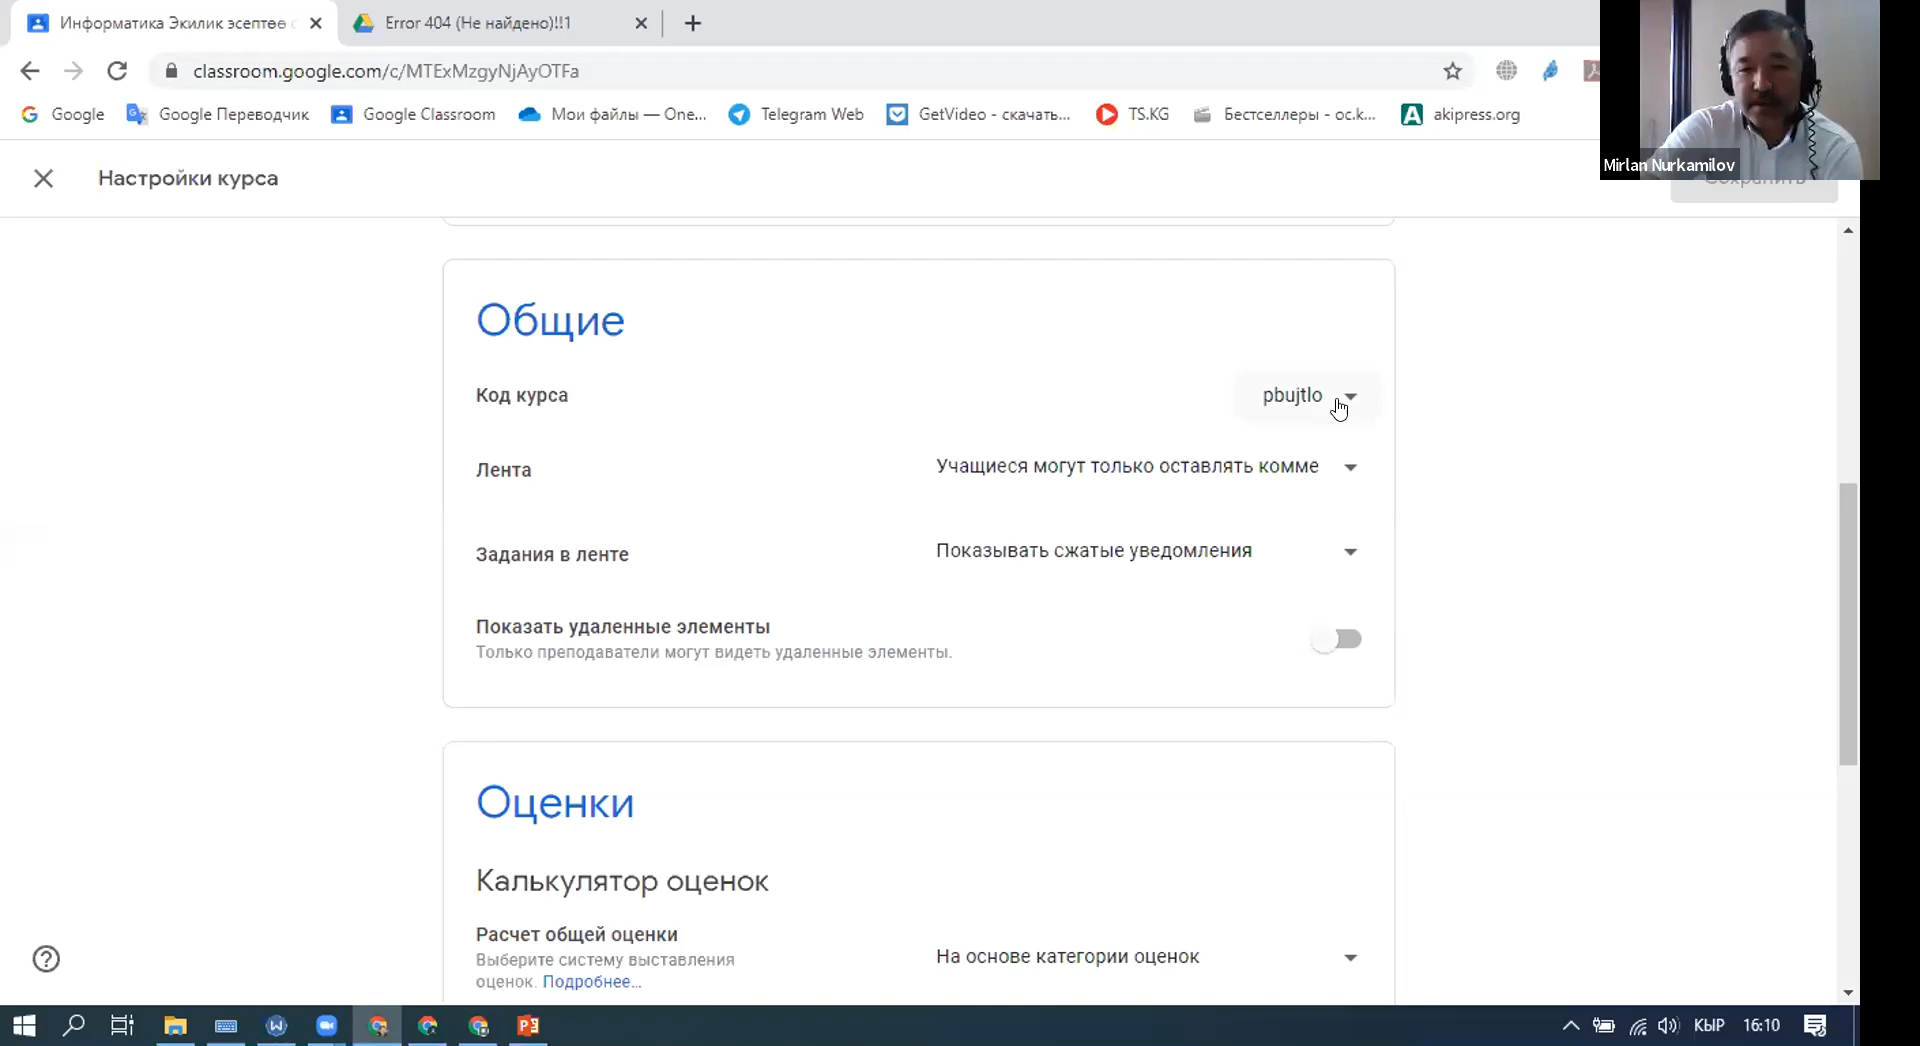 Информатика Экилик эсептөө с
Error 404 (Не найдено)!!1
classroom.google.com/c/MTExMzgyNjAyOTFa
Google
Google Переводчик
Google Classroom
Мои файлы — One...
Telegram Web
GetVideo - скачать...
TS.KG
Бестселлеры - ос.k...
akipress.org
Mirlan Nurkamilov
Настройки курса
Сохранить
Общие
Код курса
pbujtlo
Лента
Учащиеся могут только оставлять комме
Задания в ленте
Показывать сжатые уведомления
Показать удаленные элементы
Только преподаватели могут видеть удаленные элементы.
Оценки
Калькулятор оценок
Расчет общей оценки
Выберите систему выставления
оценок. Подробнее...
На основе категории оценок
КЫР
16:10